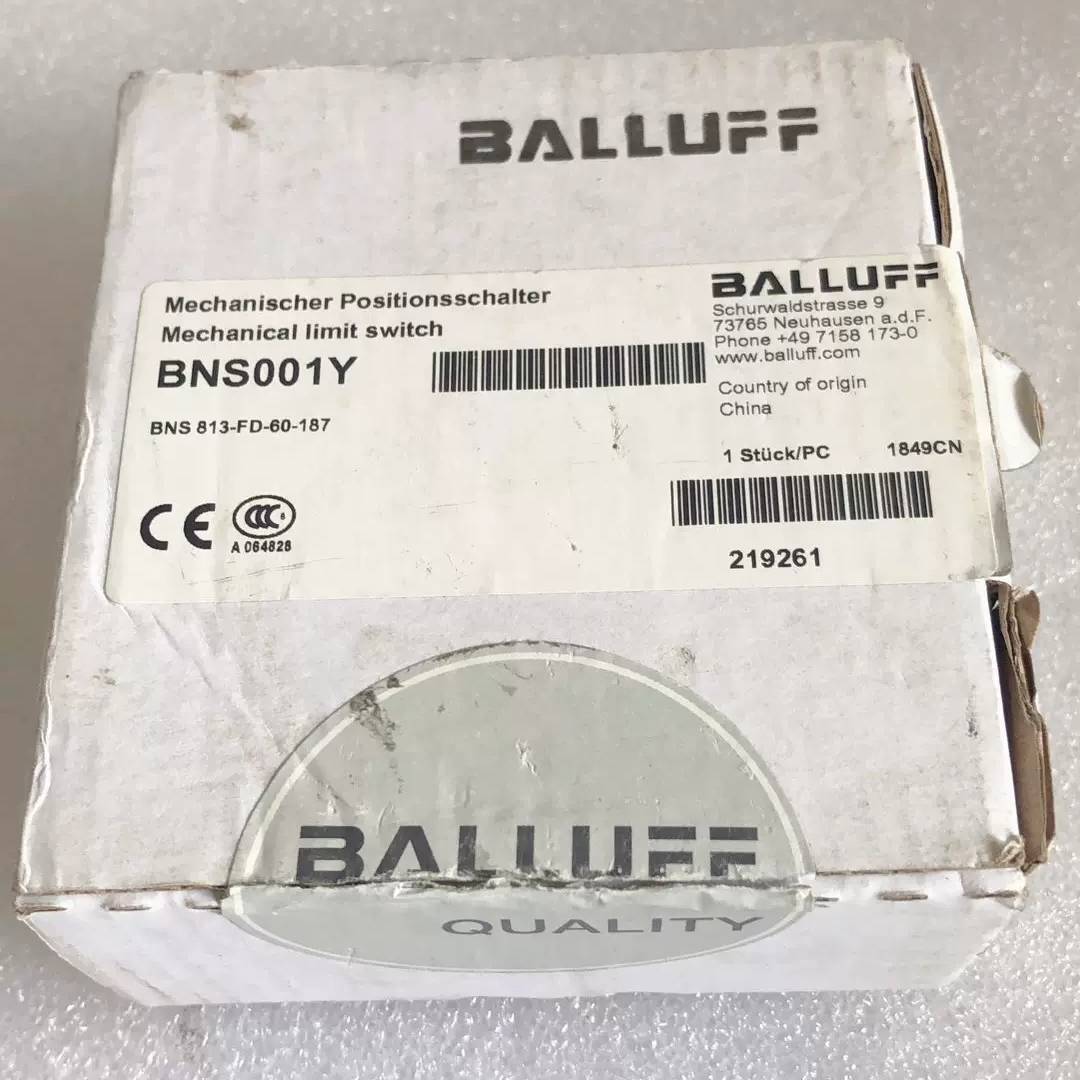 BALLUFF
Mechanischer Positionsschalter
Mechanical limit switch
BNS001Y
BNS 813-FD-60-187
CE
CCC
A 064828
BALLUFF
Schurwaldstrasse 9
73765 Neuhausen a.d.F.
Phone +49 7158 173-0
www.balluff.com
Country of origin
China
1 Stück/PC 1849CN
219261
BALLUFF
QUALITY